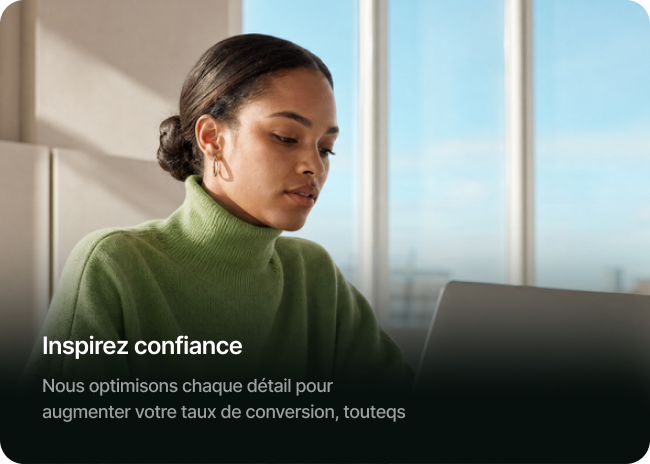 Inspirez confiance
Nous optimisons chaque détail pour
augmenter votre taux de conversion, touteqs